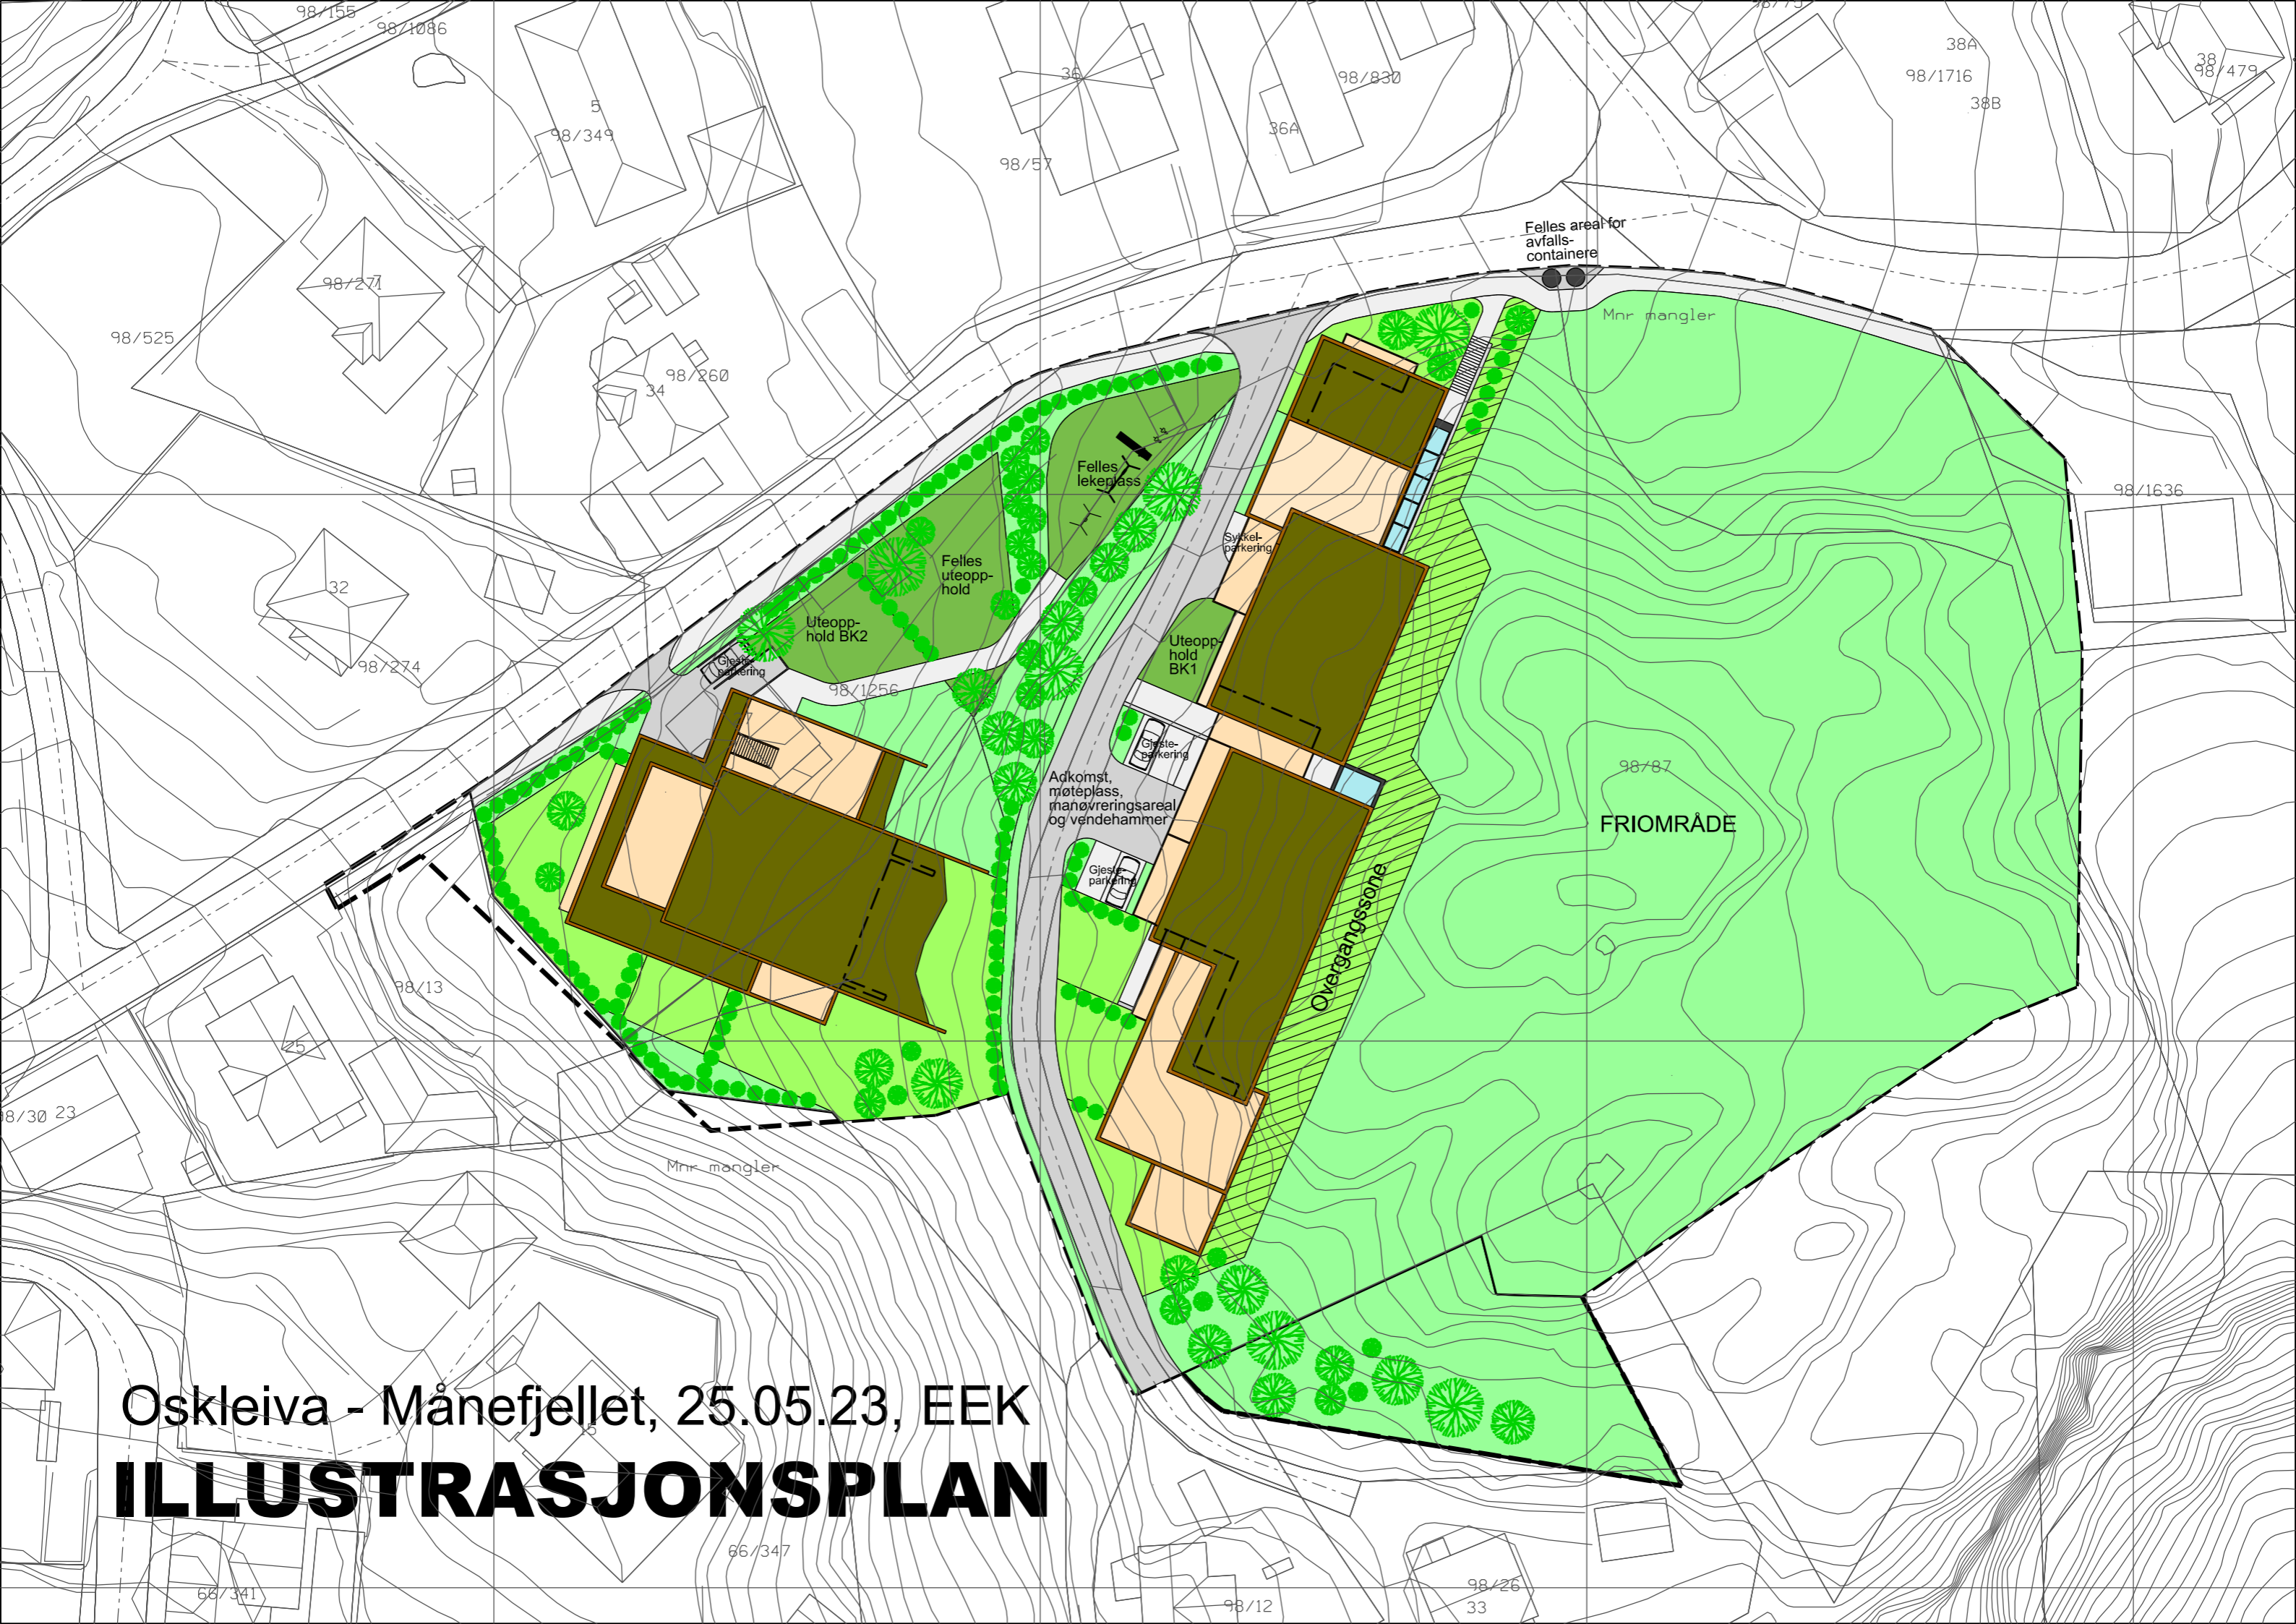 98/155
98/1086
98/75
38A
98/1716
38B
38
98/479
36
98/830
36A
5
98/349
98/57
Felles areal for
avfalls-
containere
98/271
7
98/525
Mnr mangler
98/260
34
Felles
lekeplass
98/1636
Sykkel-
parkering
Felles
uteopp-
hold
32
Uteopp-
hold BK2
98/274
Gjeste-
parkering
98/1256
Uteopp-
hold
BK1
Gjeste-
parkering
98/87
Adkomst,
møteplass,
manøvreringsareal
og vendehammer
FRIOMRÅDE
Gjeste-
parkering
Overgangssone
98/13
25
98/30 23
Mnr mangler
Oskleiva - Månefjellet, 25.05.23, EEK
15
ILLUSTRASJONSPLAN
66/347
66/341
98/12
98/26
33